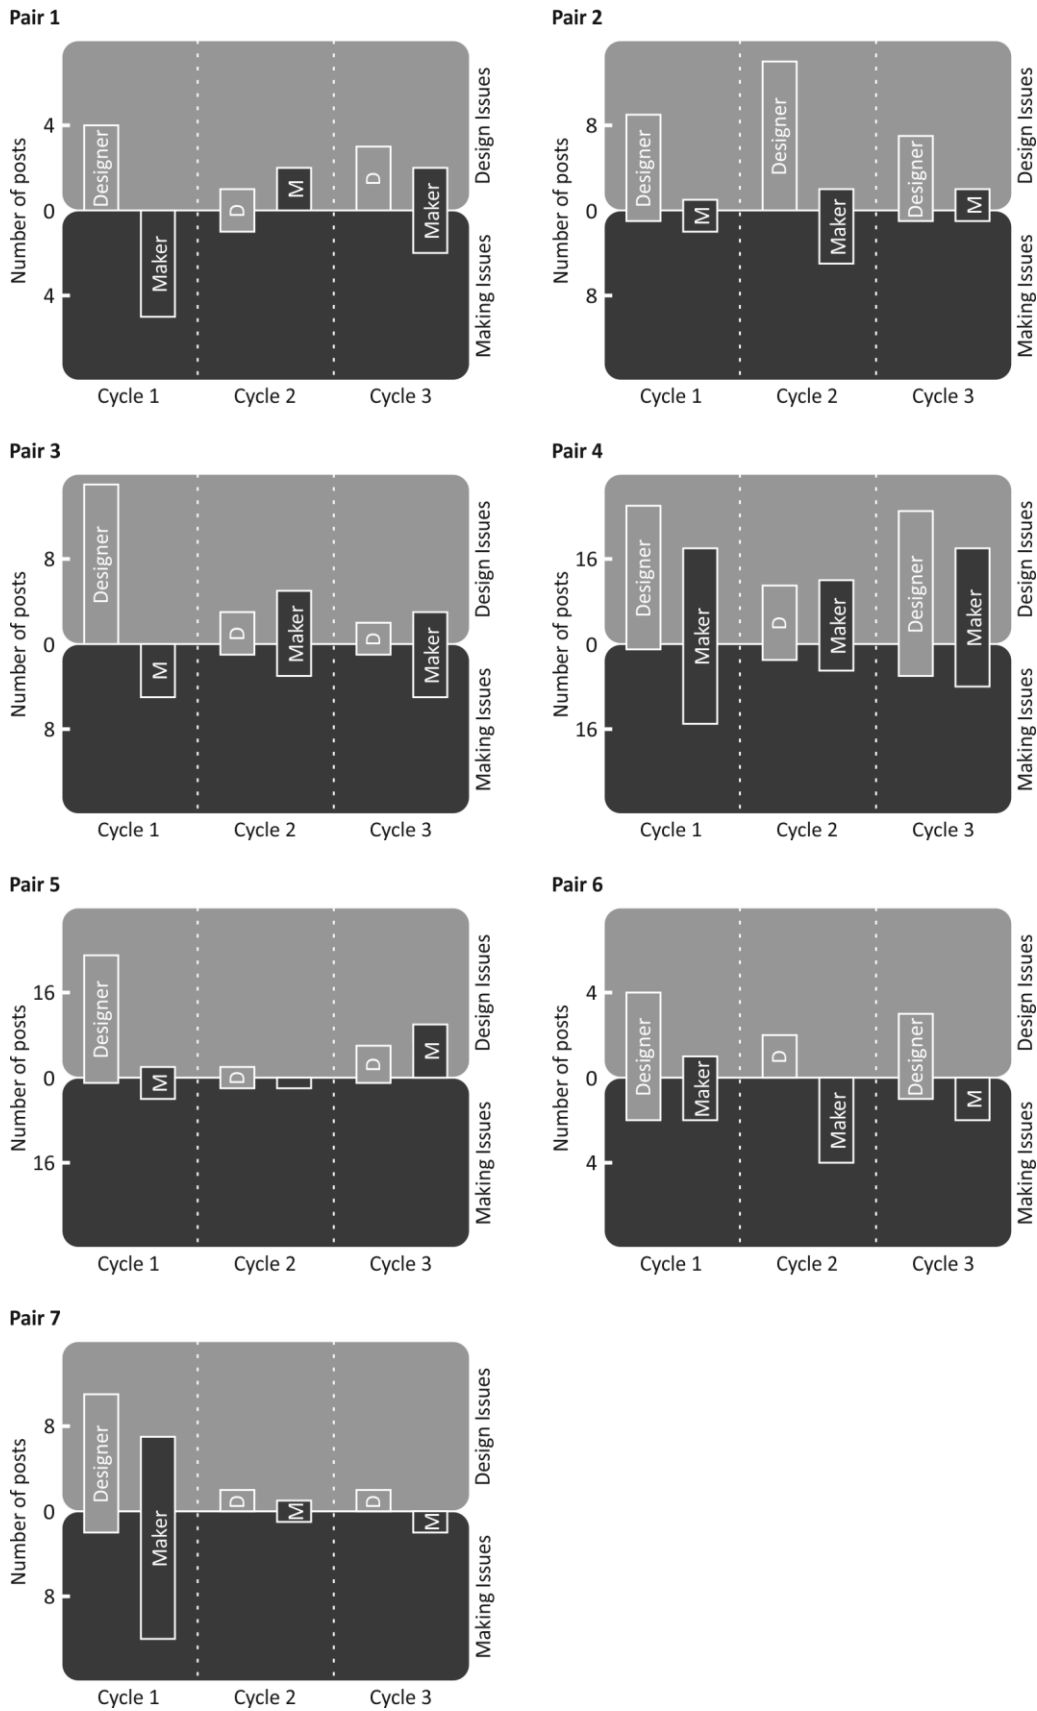 Pair 1
Number of posts
4
0
4
Designer
Maker
D
M
D
Maker
Design Issues
Making Issues
Cycle 1
Cycle 2
Cycle 3
Pair 2
Number of posts
8
0
8
Designer
M
Designer
Maker
Designer
M
Design Issues
Making Issues
Cycle 1
Cycle 2
Cycle 3
Pair 3
Number of posts
8
0
8
Designer
M
D
Maker
D
Maker
Design Issues
Making Issues
Cycle 1
Cycle 2
Cycle 3
Pair 4
Number of posts
16
0
16
Designer
Maker
D
Maker
Designer
Maker
Design Issues
Making Issues
Cycle 1
Cycle 2
Cycle 3
Pair 5
Number of posts
16
0
16
Designer
M
D
D
M
Design Issues
Making Issues
Cycle 1
Cycle 2
Cycle 3
Pair 6
Number of posts
4
0
4
Designer
Maker
D
Maker
Designer
M
Design Issues
Making Issues
Cycle 1
Cycle 2
Cycle 3
Pair 7
Number of posts
8
0
8
Designer
Maker
D
M
D
M
Design Issues
Making Issues
Cycle 1
Cycle 2
Cycle 3